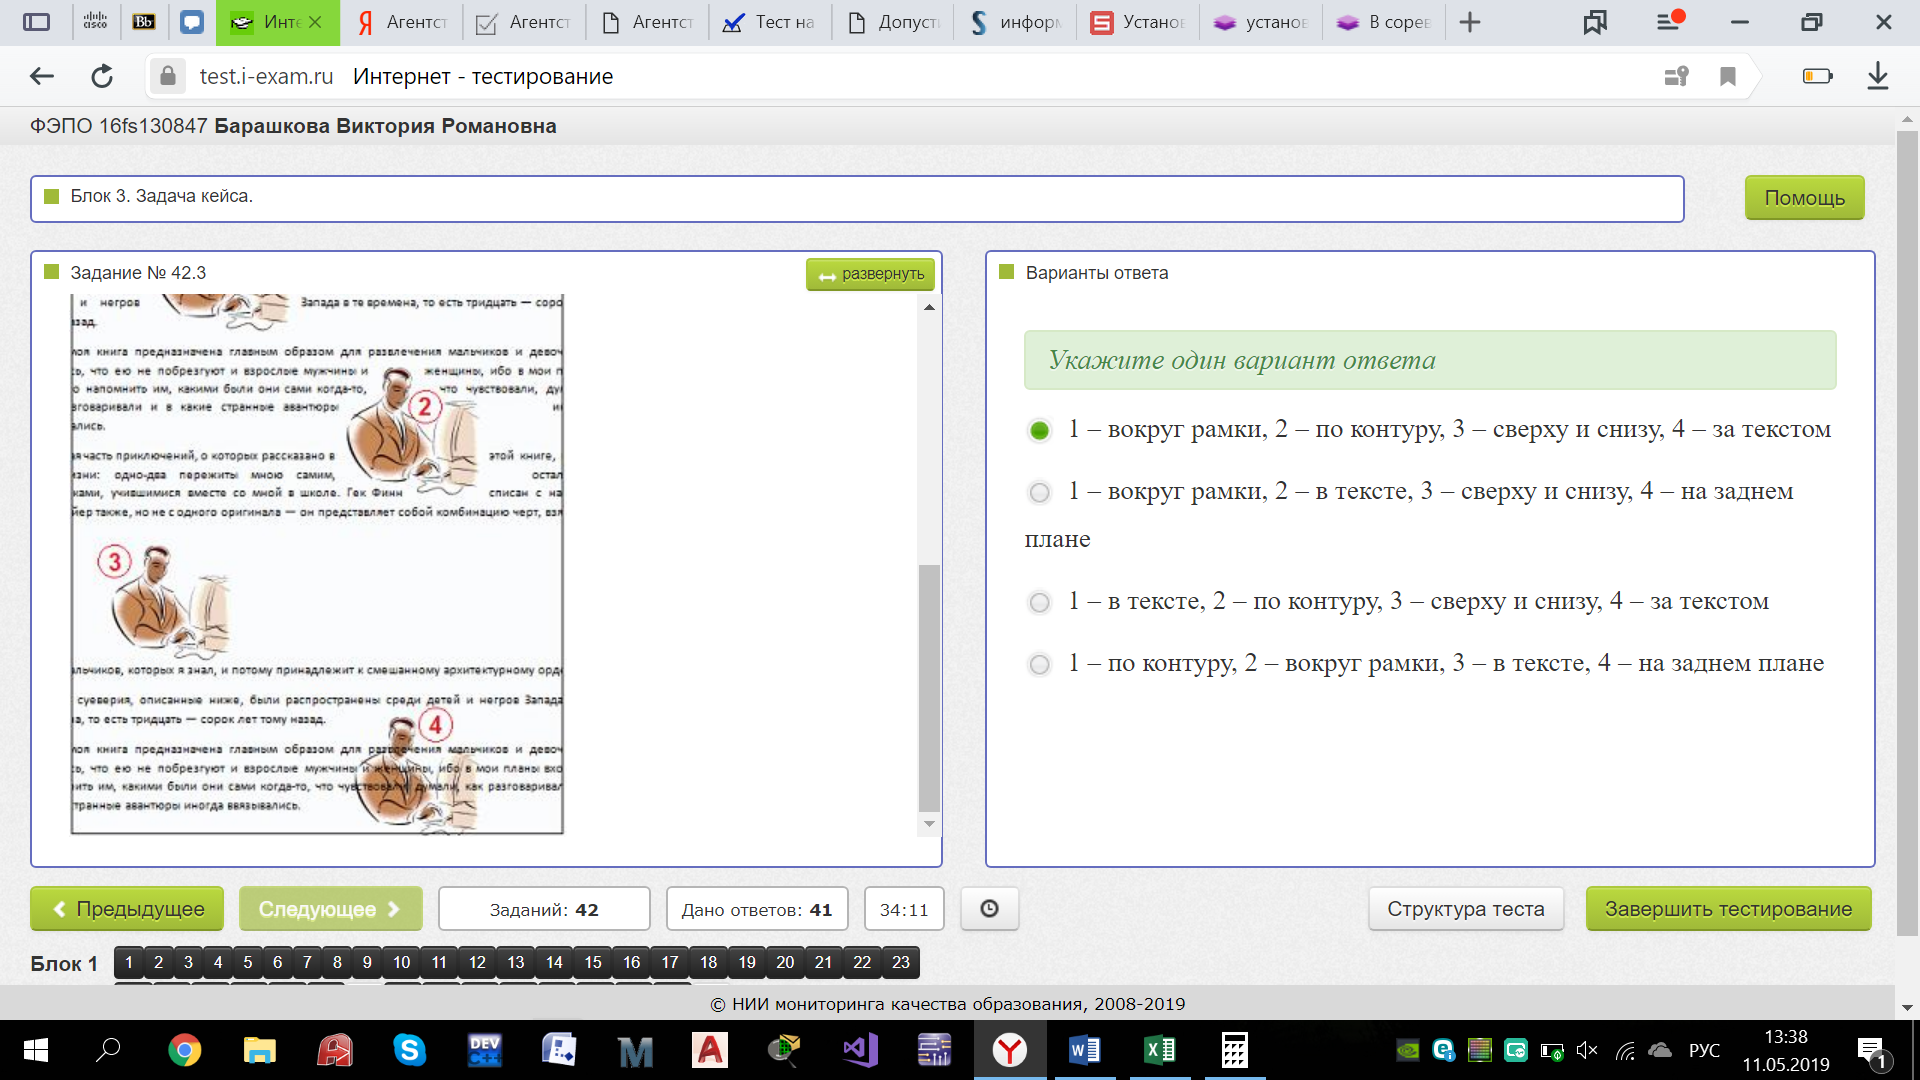 cisco
Bb
Инте
Агентст
Агентст
Агентст
Тест на
Допуст
информ
Установ
установ
В сорев
test.i-exam.ru Интернет - тестирование
ФЭПО 16fs130847 Барашкова Виктория Романовна
Блок 3. Задача кейса.
Помощь
Задание № 42.3
развернуть
и негров Запада в те времена, то есть тридцать — соро
зад.
моя книга предназначена главным образом для развлечения мальчиков и девоч
ь, что ею не побрезгуют и взрослые мужчины и женщины, ибо в мои п
о напомнить им, какими были они сами когда-то, что чувствовали, ду
зговаривали и в какие странные авантюры и
ались.
2
я часть приключений, о которых рассказано в этой книге,
зни: одно-два пережиты мною самим, остал
ками, учившимися вместе со мной в школе. Гек Финн списан с на
йер также, но не с одного оригинала — он представляет собой комбинацию черт, взя
3
альчиков, которых я знал, и потому принадлежит к смешанному архитектурному орде
суеверия, описанные ниже, были распространены среди детей и негров Запада
а, то есть тридцать — сорок лет тому назад.
4
моя книга предназначена главным образом для развлечения мальчиков и девоч
ь, что ею не побрезгуют и взрослые мужчины и женщины, ибо в мои планы вхо
нить им, какими были они сами когда-то, что чувствовали, думали, как разговаривал
транные авантюры иногда ввязывались.
Варианты ответа
Укажите один вариант ответа
1 – вокруг рамки, 2 – по контуру, 3 – сверху и снизу, 4 – за текстом
1 – вокруг рамки, 2 – в тексте, 3 – сверху и снизу, 4 – на заднем
плане
1 – в тексте, 2 – по контуру, 3 – сверху и снизу, 4 – за текстом
1 – по контуру, 2 – вокруг рамки, 3 – в тексте, 4 – на заднем плане
Предыдущее
Следующее
Заданий: 42
Дано ответов: 41
34:11
Структура теста
Завершить тестирование
Блок 1 1 2 3 4 5 6 7 8 9 10 11 12 13 14 15 16 17 18 19 20 21 22 23
© НИИ мониторинга качества образования, 2008-2019
DEV
C++
РУС
13:38
11.05.2019
1